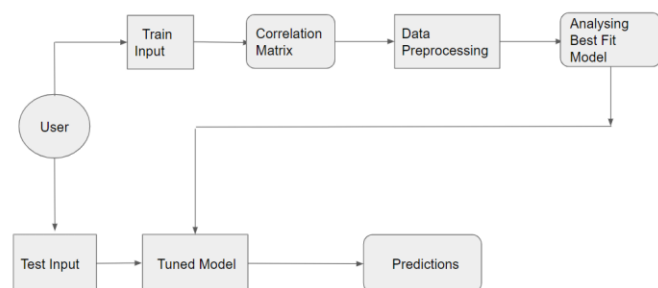 Train
Input
Correlation
Matrix
Data
Preprocessing
Analysing
Best Fit
Model
User
Test Input
Tuned Model
Predictions